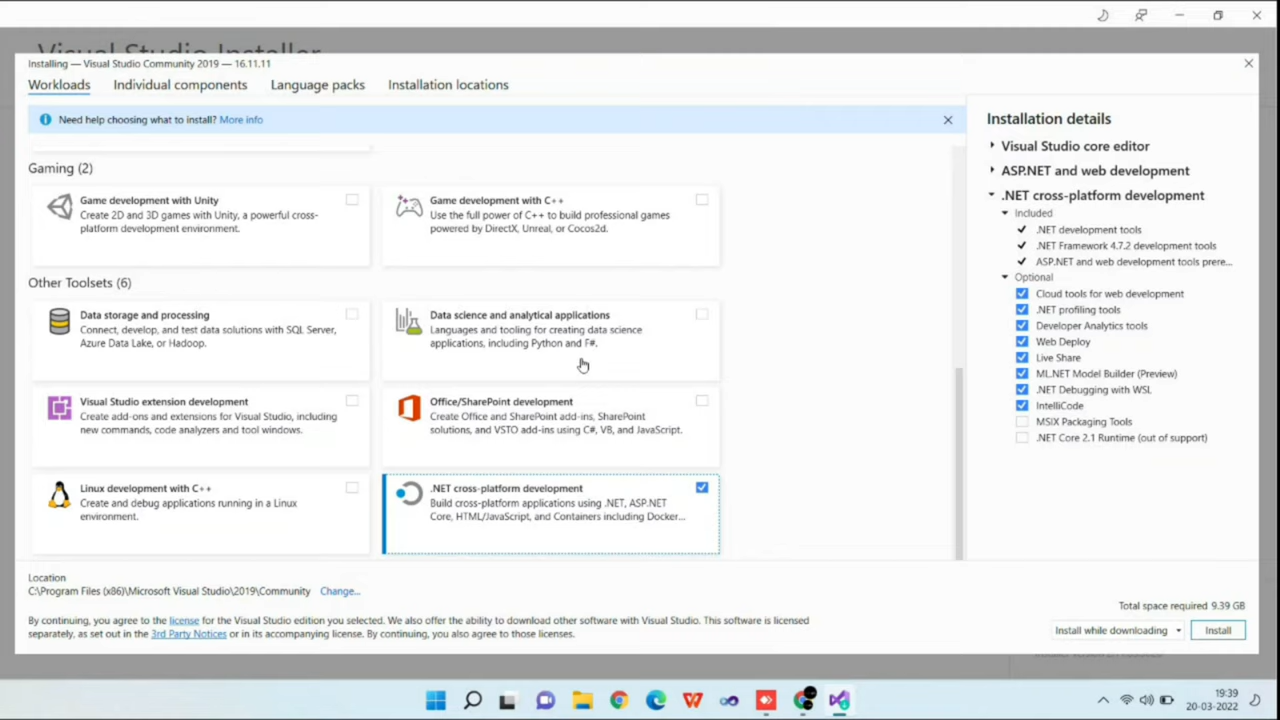 Visual Studio Installer
Installing — Visual Studio Community 2019 — 16.11.11
Workloads
Individual components
Language packs
Installation locations
Need help choosing what to install? More info
Gaming (2)
Game development with Unity
Create 2D and 3D games with Unity, a powerful cross-
platform development environment.
Game development with C++
Use the full power of C++ to build professional games
powered by DirectX, Unreal, or Cocos2d.
Other Toolsets (6)
Data storage and processing
Connect, develop, and test data solutions with SQL Server,
Azure Data Lake, or Hadoop.
Data science and analytical applications
Languages and tooling for creating data science
applications, including Python and F#.
Visual Studio extension development
Create add-ons and extensions for Visual Studio, including
new commands, code analyzers and tool windows.
Office/SharePoint development
Create Office and SharePoint add-ins, SharePoint
solutions, and VSTO add-ins using C#, VB, and JavaScript.
Linux development with C++
Create and debug applications running in a Linux
environment.
.NET cross-platform development
Build cross-platform applications using .NET, ASP.NET
Core, HTML/JavaScript, and Containers including Docker...
Installation details
Visual Studio core editor
ASP.NET and web development
.NET cross-platform development
Included
.NET development tools
.NET Framework 4.7.2 development tools
ASP.NET and web development tools prere...
Optional
Cloud tools for web development
.NET profiling tools
Developer Analytics tools
Web Deploy
Live Share
ML.NET Model Builder (Preview)
.NET Debugging with WSL
IntelliCode
MSIX Packaging Tools
.NET Core 2.1 Runtime (out of support)
Location
C:\Program Files (x86)\Microsoft Visual Studio\2019\Community
Change...
By continuing, you agree to the license for the Visual Studio edition you selected. We also offer the ability to download other software with Visual Studio. This software is licensed
separately, as set out in the 3rd Party Notices or in its accompanying license. By continuing, you also agree to those licenses.
Total space required 9.39 GB
Install while downloading
Install
19:39
20-03-2022